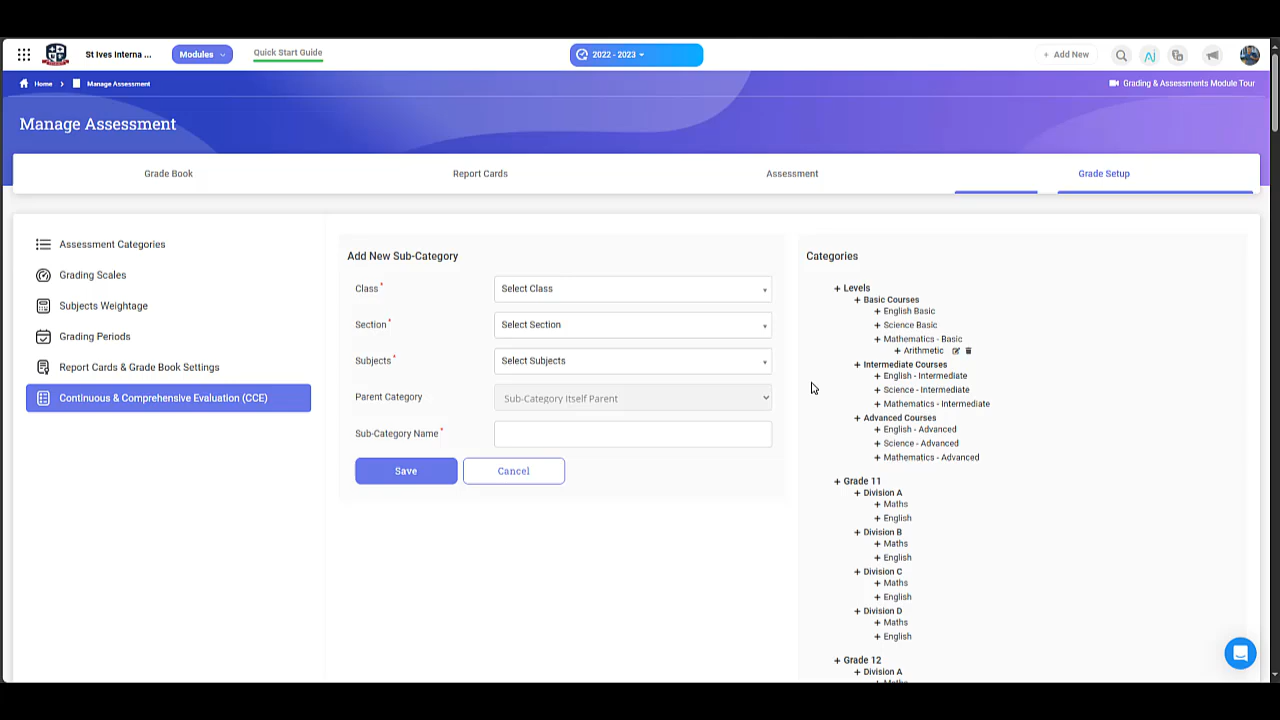 St Ives Interna ...
Modules
Quick Start Guide
2022 - 2023
+ Add New
Home > Manage Assessment
Grading & Assessments Module Tour
Manage Assessment
Grade Book
Report Cards
Assessment
Grade Setup
Assessment Categories
Grading Scales
Subjects Weightage
Grading Periods
Report Cards & Grade Book Settings
Continuous & Comprehensive Evaluation (CCE)
Add New Sub-Category
Class *
Select Class
Section *
Select Section
Subjects *
Select Subjects
Parent Category
Sub-Category Itself Parent
Sub-Category Name *
Save
Cancel
Categories
+ Levels
+ Basic Courses
+ English Basic
+ Science Basic
+ Mathematics - Basic
+ Arithmetic
+ Intermediate Courses
+ English - Intermediate
+ Science - Intermediate
+ Mathematics - Intermediate
+ Advanced Courses
+ English - Advanced
+ Science - Advanced
+ Mathematics - Advanced
+ Grade 11
+ Division A
+ Maths
+ English
+ Division B
+ Maths
+ English
+ Division C
+ Maths
+ English
+ Division D
+ Maths
+ English
+ Grade 12
+ Division A